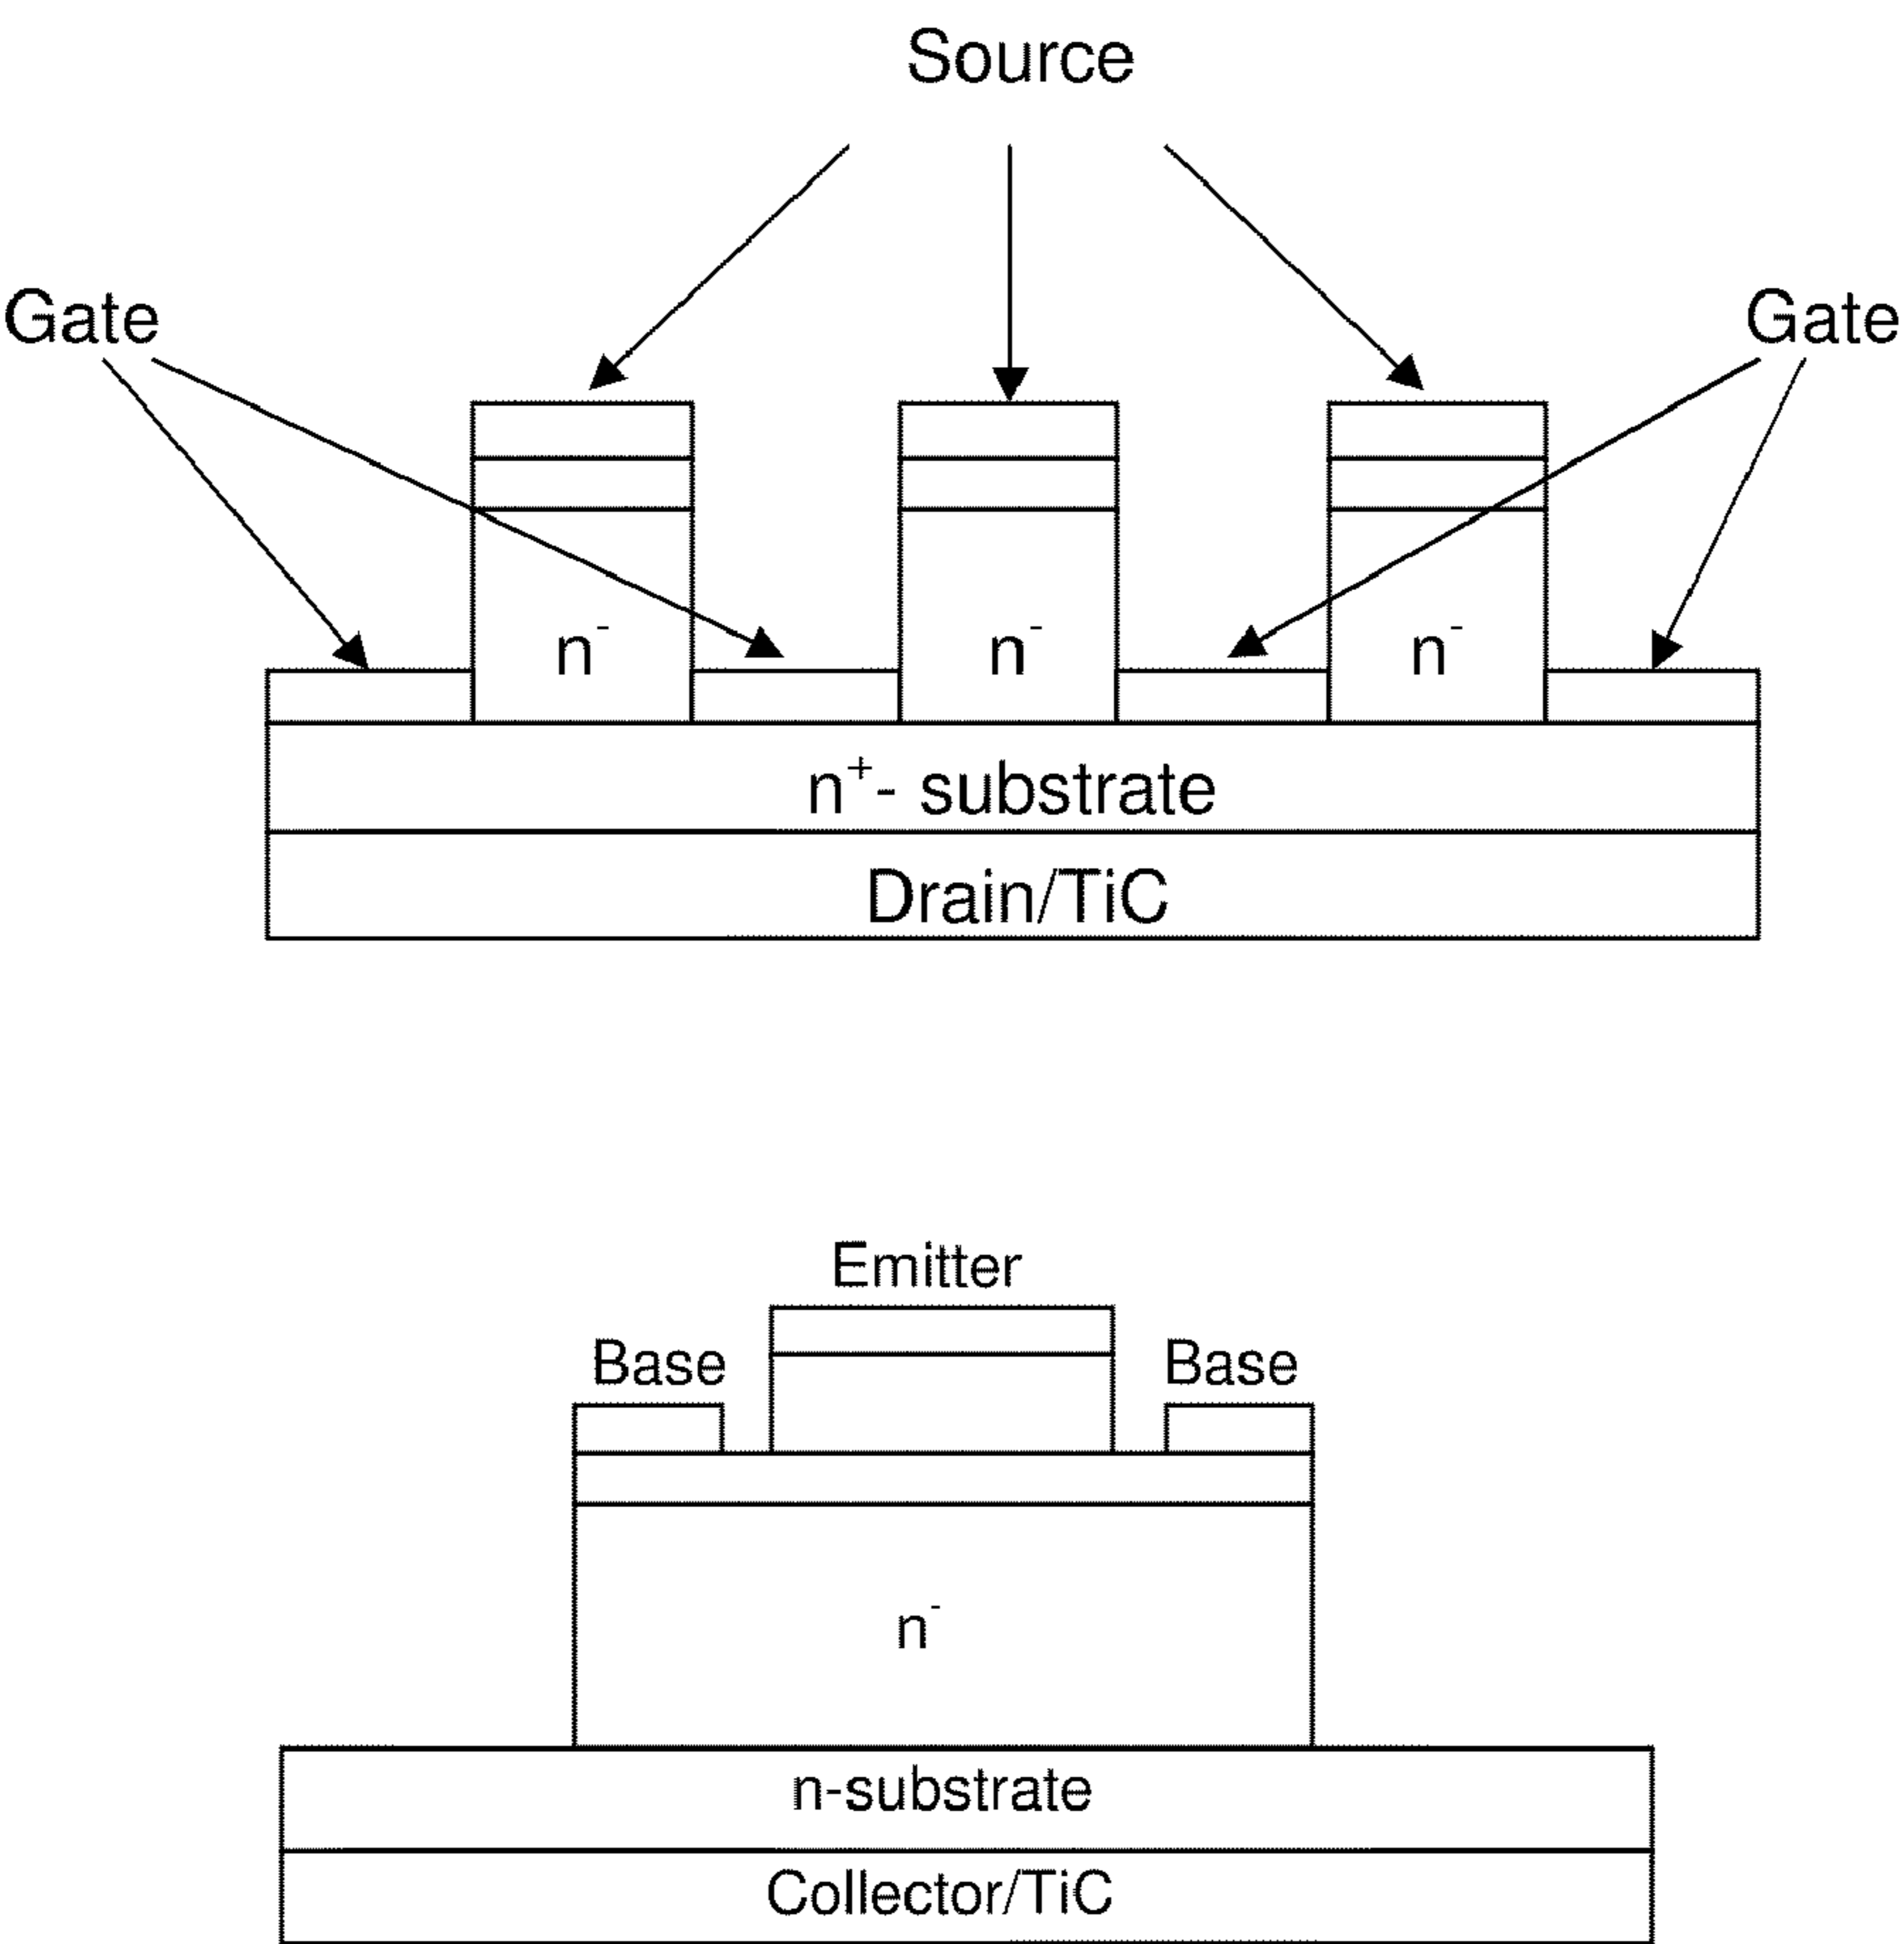 Source
Gate Gate
n⁻ n⁻ n⁻
n⁺- substrate
Drain/TiC
Emitter
Base Base
n⁻
n-substrate
Collector/TiC